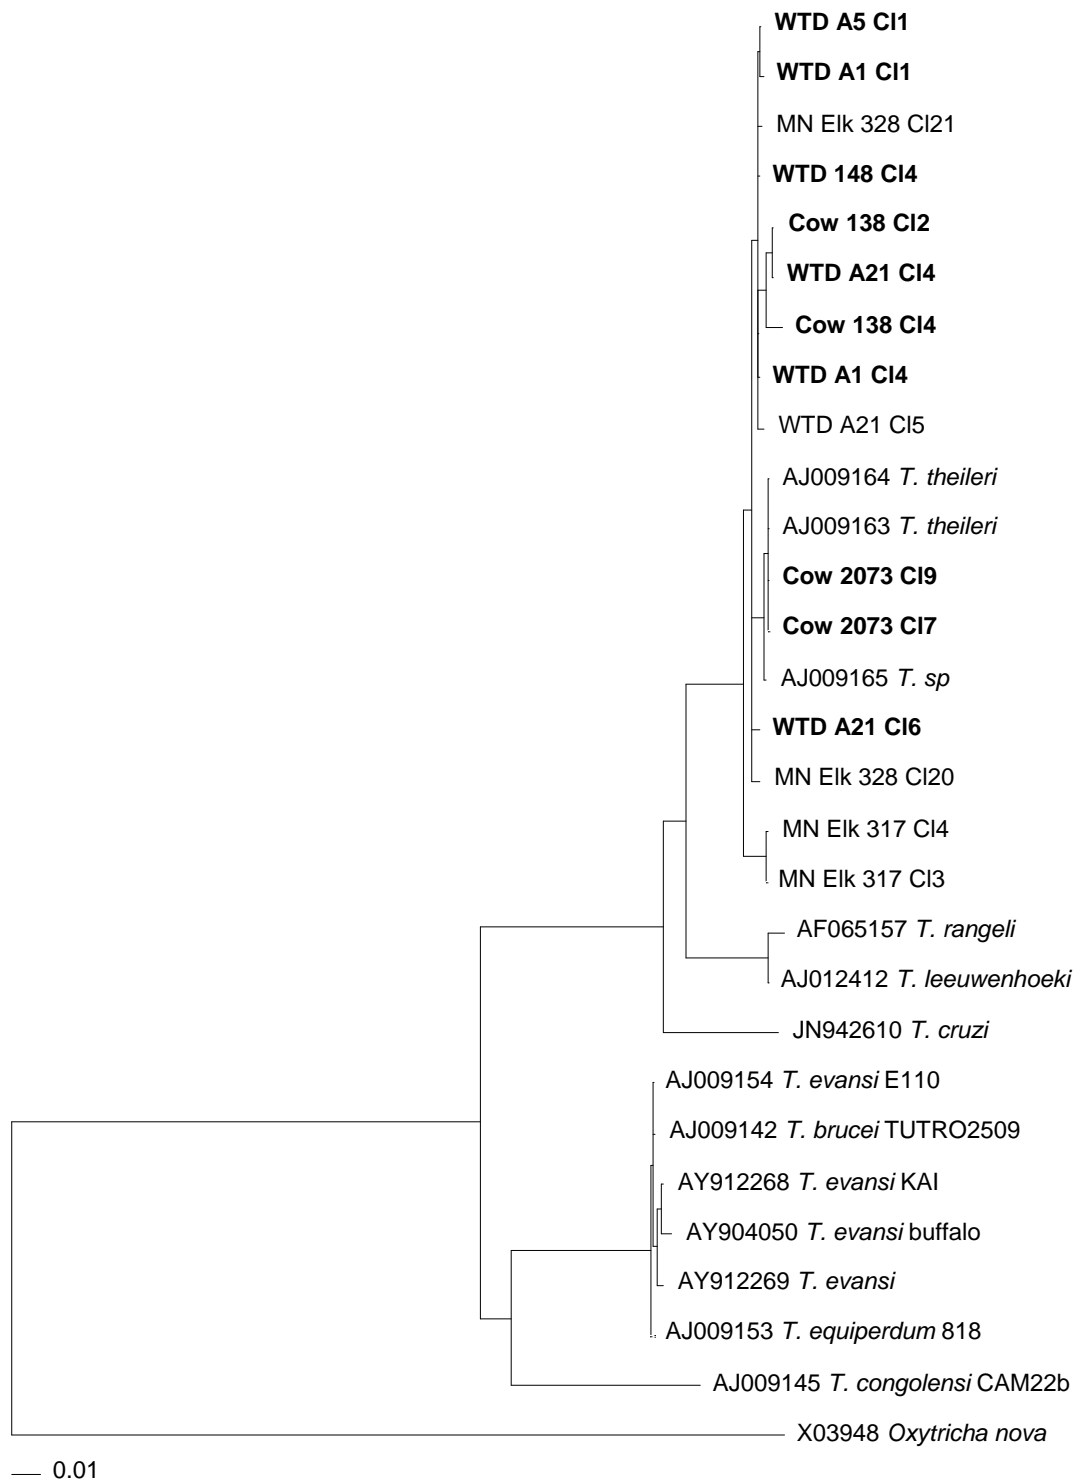 WTD A5 Cl1
WTD A1 Cl1
MN Elk 328 Cl21
WTD 148 Cl4
Cow 138 Cl2
WTD A21 Cl4
Cow 138 Cl4
WTD A1 Cl4
WTD A21 Cl5
AJ009164 T. theileri
AJ009163 T. theileri
Cow 2073 Cl9
Cow 2073 Cl7
AJ009165 T. sp
WTD A21 Cl6
MN Elk 328 Cl20
MN Elk 317 Cl4
MN Elk 317 Cl3
AF065157 T. rangeli
AJ012412 T. leeuwenhoeki
JN942610 T. cruzi
AJ009154 T. evansi E110
AJ009142 T. brucei TUTRO2509
AY912268 T. evansi KAI
AY904050 T. evansi buffalo
AY912269 T. evansi
AJ009153 T. equiperdum 818
AJ009145 T. congolensi CAM22b
X03948 Oxytricha nova
0.01